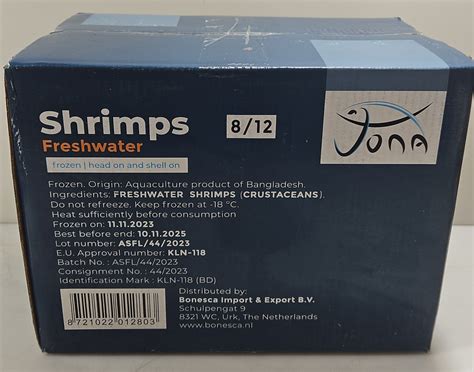 Shrimps
Freshwater
8/12
Jona
frozen | head on and shell on
Frozen. Origin: Aquaculture product of Bangladesh.
Ingredients: FRESHWATER SHRIMPS (CRUSTACEANS).
Do not refreeze. Keep frozen at -18 °C.
Heat sufficiently before consumption
Frozen on: 11.11.2023
Best before end: 10.11.2025
Lot number: ASFL/44/2023
E.U. Approval number: KLN-118
Batch No. : ASFL/44/2023
Consignment No. : 44/2023
Identification Mark : KLN-118 (BD)
8721022012803
Distributed by:
Bonesca Import & Export B.V.
Schulpengat 9
8321 WC, Urk, The Netherlands
www.bonesca.nl